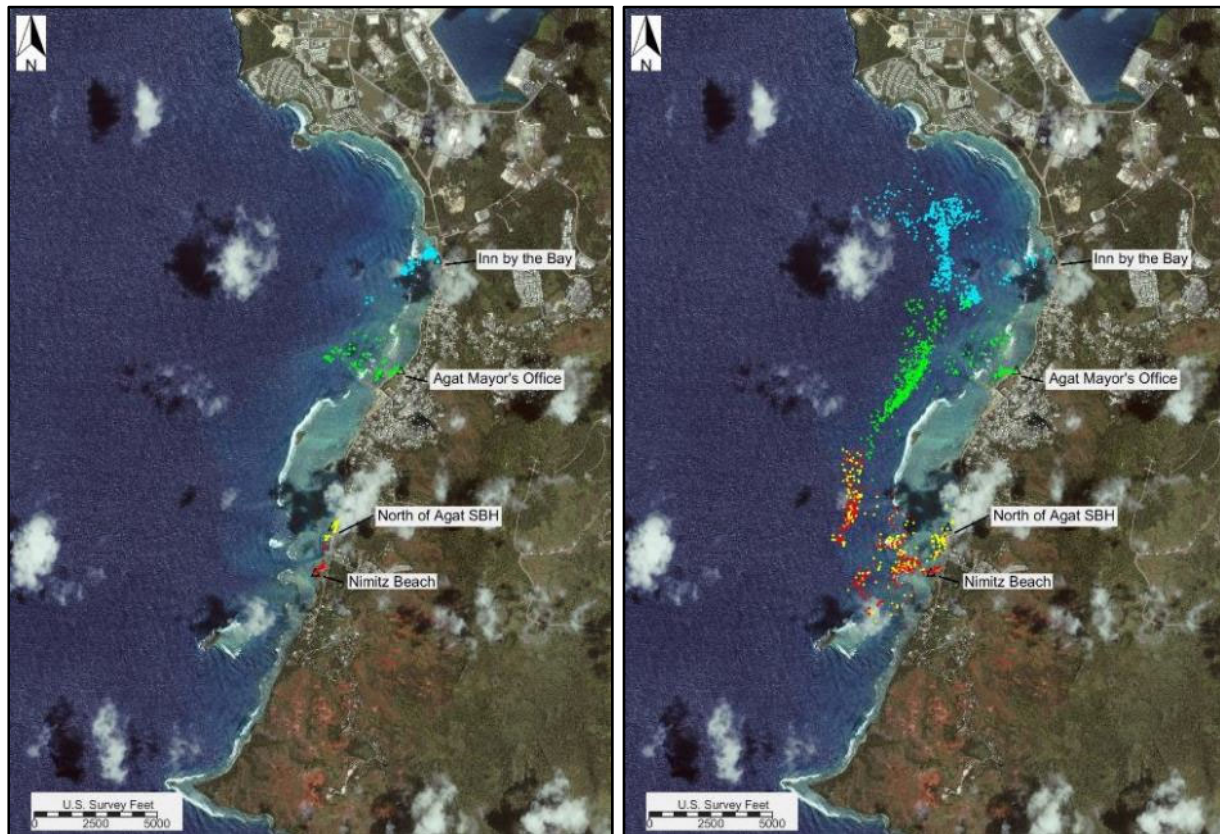 N
Inn by the Bay
Agat Mayor's Office
North of Agat SBH
Nimitz Beach
U.S. Survey Feet
0 2500 5000
N
Inn by the Bay
Agat Mayor's Office
North of Agat SBH
Nimitz Beach
U.S. Survey Feet
0 2500 5000